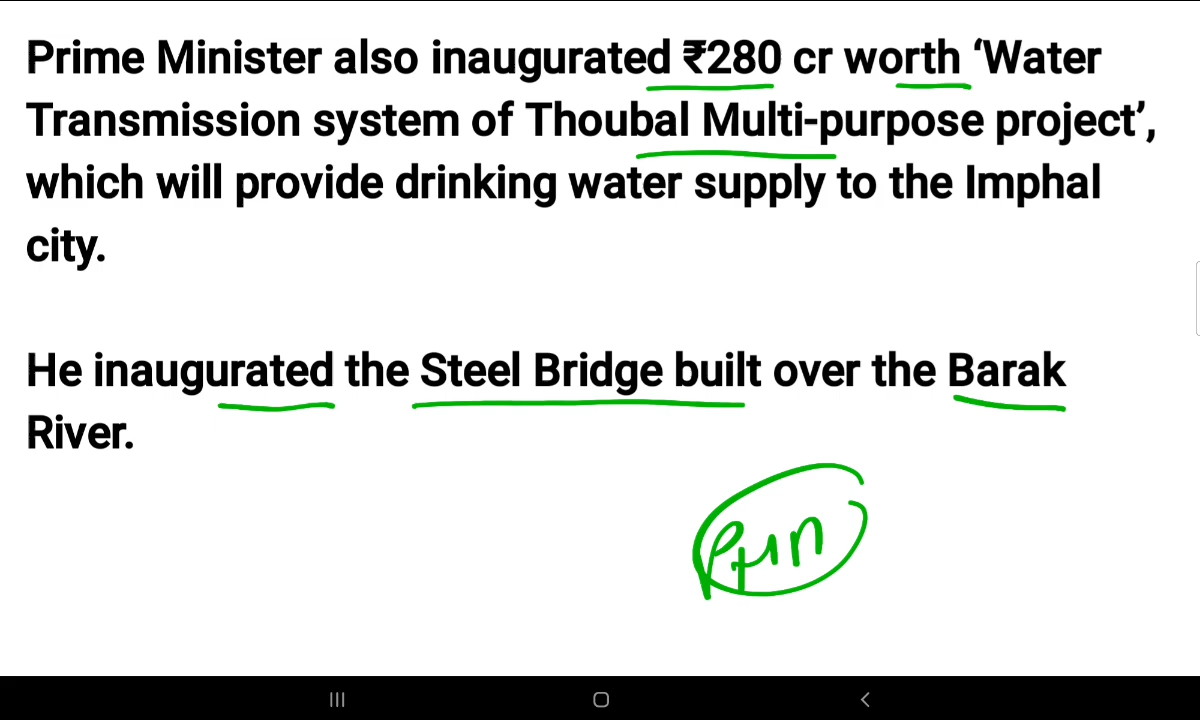 Prime Minister also inaugurated ₹280 cr worth ‘Water
Transmission system of Thoubal Multi-purpose project’,
which will provide drinking water supply to the Imphal
city.
He inaugurated the Steel Bridge built over the Barak
River.